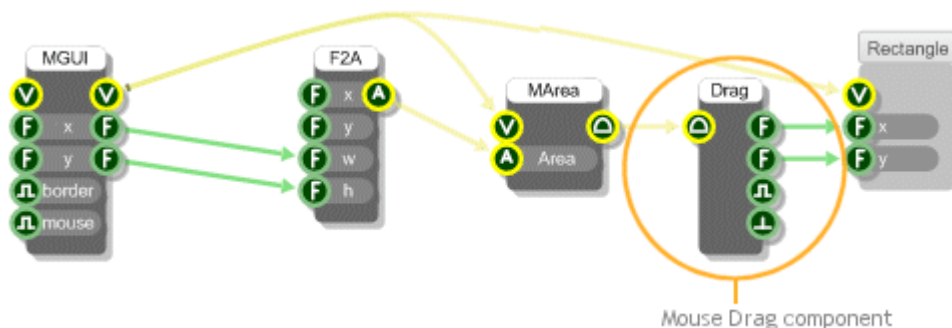 MGUI
V V
F x F
F y F
border
mouse
F2A
F x A
F y
F w
F h
MArea
V
A Area
Drag
F
F
Rectangle
V
F x
F y
Mouse Drag component